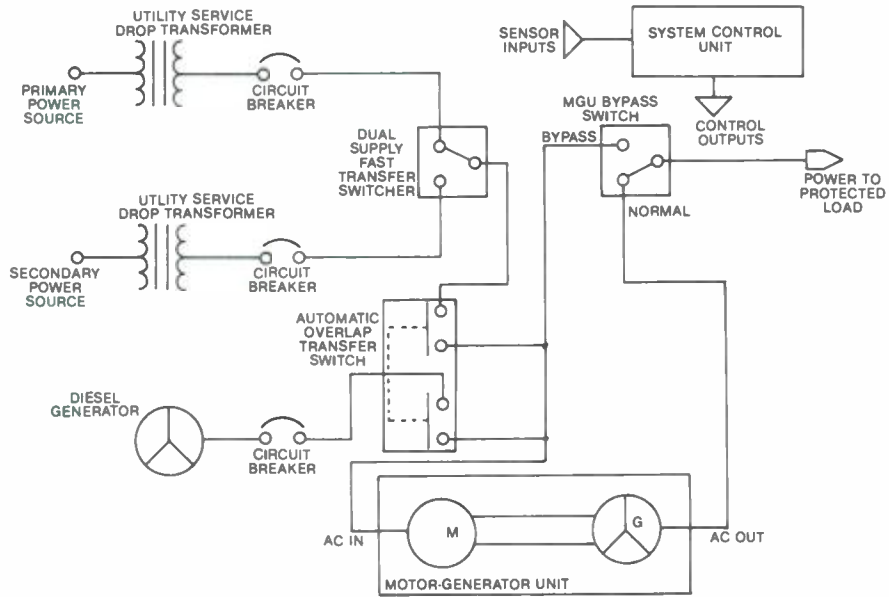 UTILITY SERVICE
DROP TRANSFORMER
PRIMARY
POWER
SOURCE
CIRCUIT
BREAKER
SENSOR
INPUTS
SYSTEM CONTROL
UNIT
CONTROL
OUTPUTS
MGU BYPASS
SWITCH
BYPASS
NORMAL
POWER TO
PROTECTED
LOAD
DUAL
SUPPLY
FAST
TRANSFER
SWITCHER
UTLITY SERVICE
DROP TRANSFORMER
SECONDARY
POWER
SOURCE
CIRCUIT
BREAKER
AUTOMATIC
OVERLAP
TRANSFER
SWITCH
DIESEL
GENERATOR
CIRCUIT
BREAKER
AC IN
M
G
AC OUT
MOTOR-GENERATOR UNIT